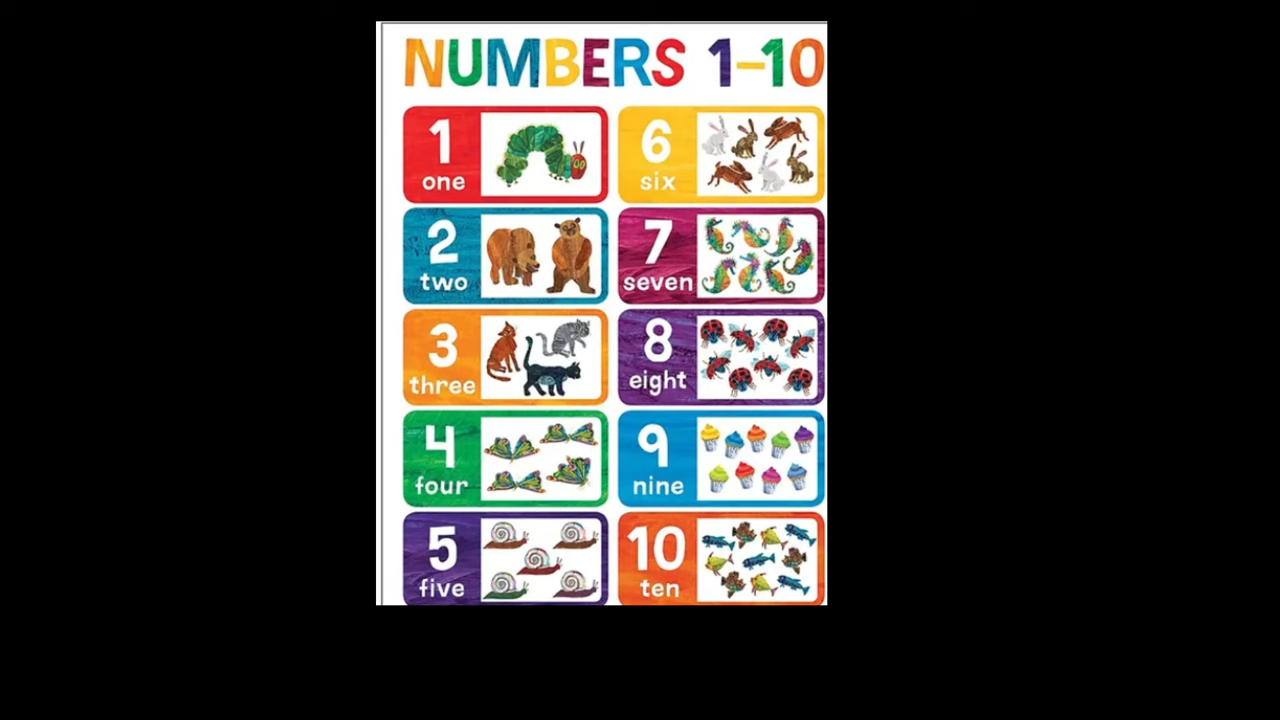 NUMBERS 1–10
1
one
2
two
3
three
4
four
5
five
6
six
7
seven
8
eight
9
nine
10
ten